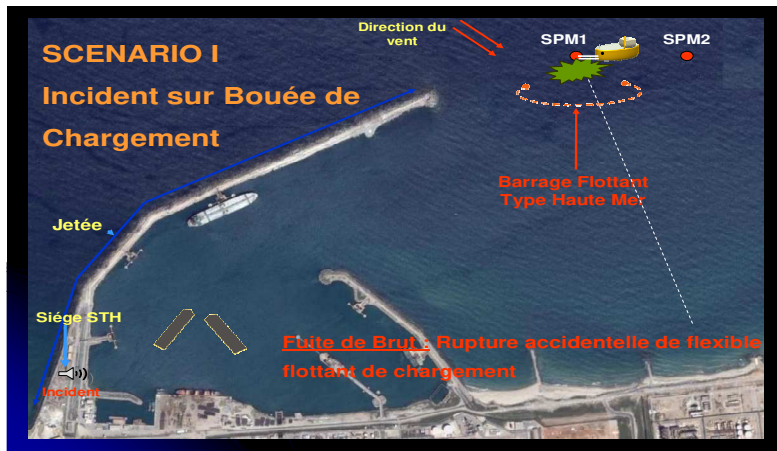 SCENARIO I
Incident sur Bouée de
Chargement
Direction du
vent
SPM1
SPM2
Barrage Flottant
Type Haute Mer
Jetée
Siége STH
Incident
Fuite de Brut : Rupture accidentelle de flexible
flottant de chargement